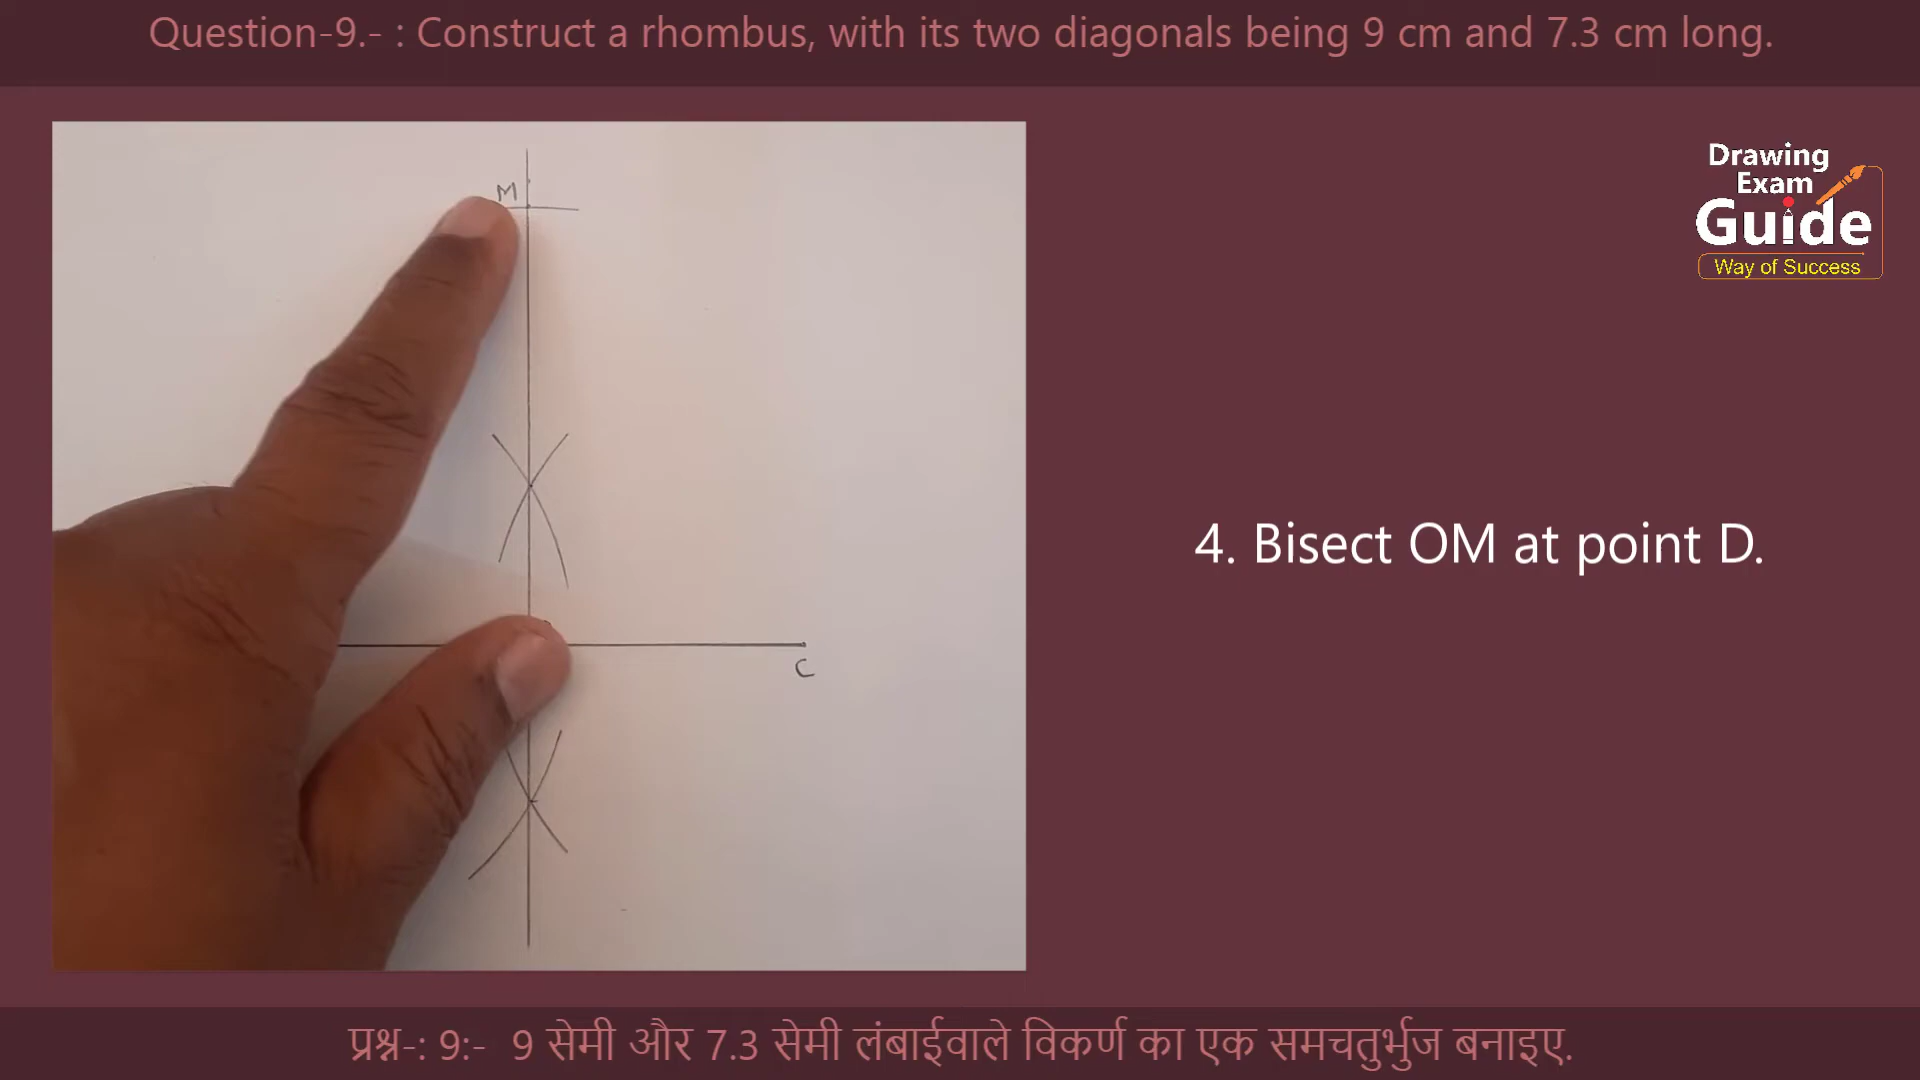 Question-9.- : Construct a rhombus, with its two diagonals being 9 cm and 7.3 cm long.
Drawing
Exam
Guide
Way of Success
M
4. Bisect OM at point D.
C
प्रश्न-: 9:- 9 सेमी और 7.3 सेमी लंबाईवाले विकर्ण का एक समचतुर्भुज बनाइए.